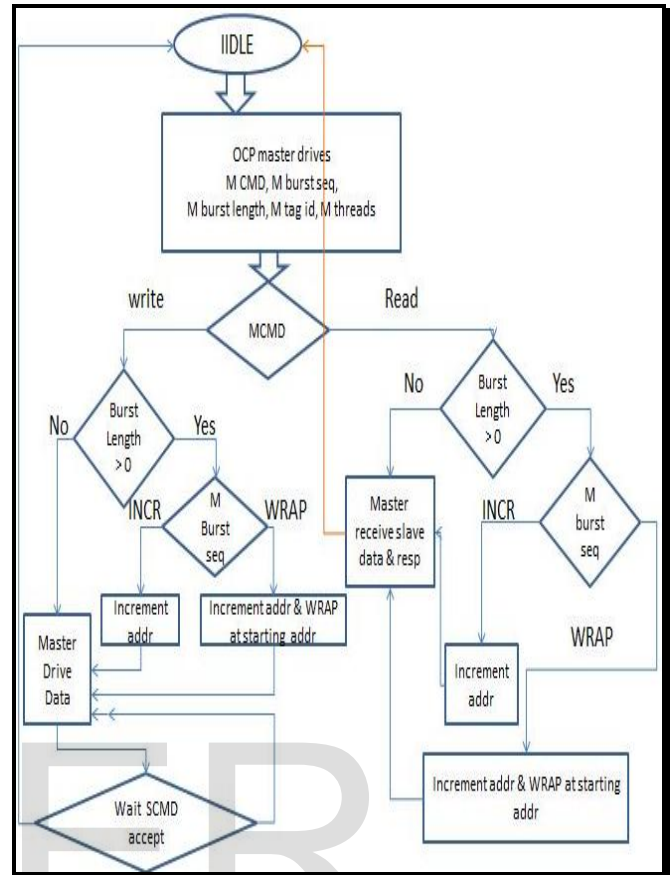 IIDLE
OCP master drives
M CMD, M burst seq,
M burst length, M tag id, M threads
write
Read
MCMD
No
Burst
Length
> 0
Yes
No
Burst
Length
> 0
Yes
INCR
M
Burst
seq
WRAP
Master
receive slave
data & resp
INCR
M
burst
seq
WRAP
Increment
addr
Increment addr & WRAP
at starting addr
Master
Drive
Data
Increment
addr
Wait SCMD
accept
Increment addr & WRAP at starting
addr
ER